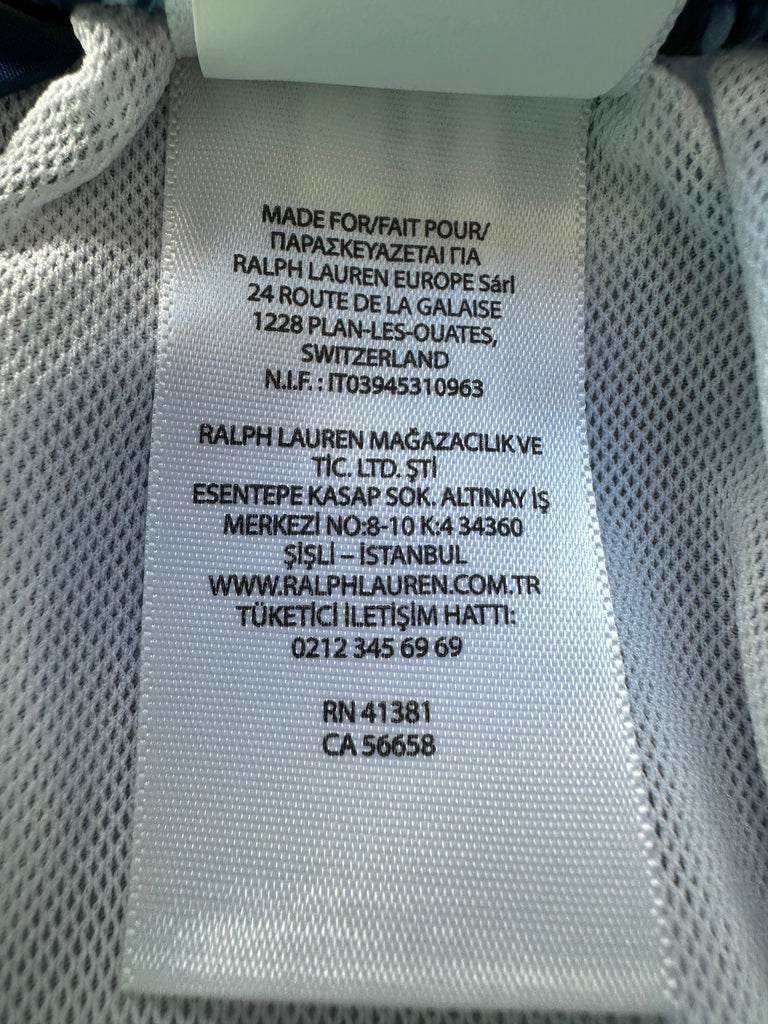 MADE FOR/FAIT POUR/
ΠΑΡΑΣΚΕΥΑΖΕΤΑΙ ΓΙΑ
RALPH LAUREN EUROPE Sárl
24 ROUTE DE LA GALAISE
1228 PLAN-LES-OUATES,
SWITZERLAND
N.I.F. : IT03945310963
RALPH LAUREN MAĞAZACILIK VE
TİC. LTD. ŞTİ
ESENTEPE KASAP SOK. ALTINAY İŞ
MERKEZİ NO:8-10 K:4 34360
ŞİŞLİ – İSTANBUL
WWW.RALPHLAUREN.COM.TR
TÜKETİCİ İLETİŞİM HATTI:
0212 345 69 69
RN 41381
CA 56658